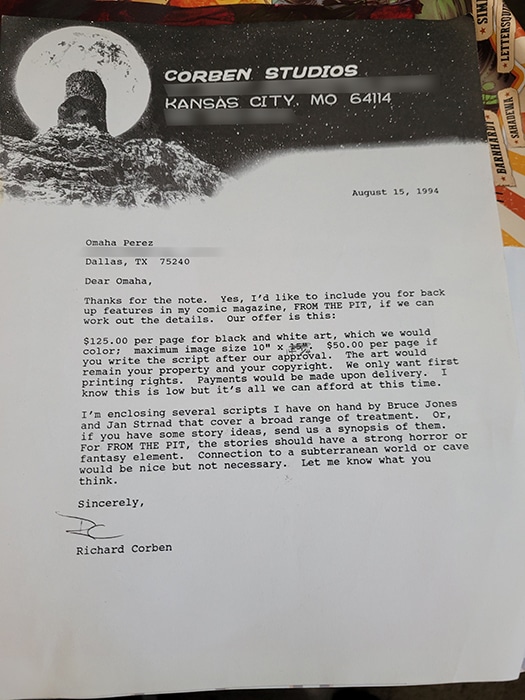 CORBEN STUDIOS
KANSAS CITY, MO 64114
August 15, 1994
Omaha Perez
Dallas, TX 75240
Dear Omaha,
Thanks for the note. Yes, I'd like to include you for back
up features in my comic magazine, FROM THE PIT, if we can
work out the details. Our offer is this:
$125.00 per page for black and white art, which we would
color; maximum image size 10" x $50.00 per page if
you write the script after our approval. The art would
remain your property and your copyright. We only want first
printing rights. Payments would be made upon delivery. I
know this is low but it's all we can afford at this time.
I'm enclosing several scripts I have on hand by Bruce Jones
and Jan Strnad that cover a broad range of treatment. Or,
if you have some story ideas, send us a synopsis of them.
For FROM THE PIT, the stories should have a strong horror or
fantasy element. Connection to a subterranean world or cave
would be nice but not necessary. Let me know what you
think.
Sincerely,
RC
Richard Corben
BARNHARDT
SAHADEWA